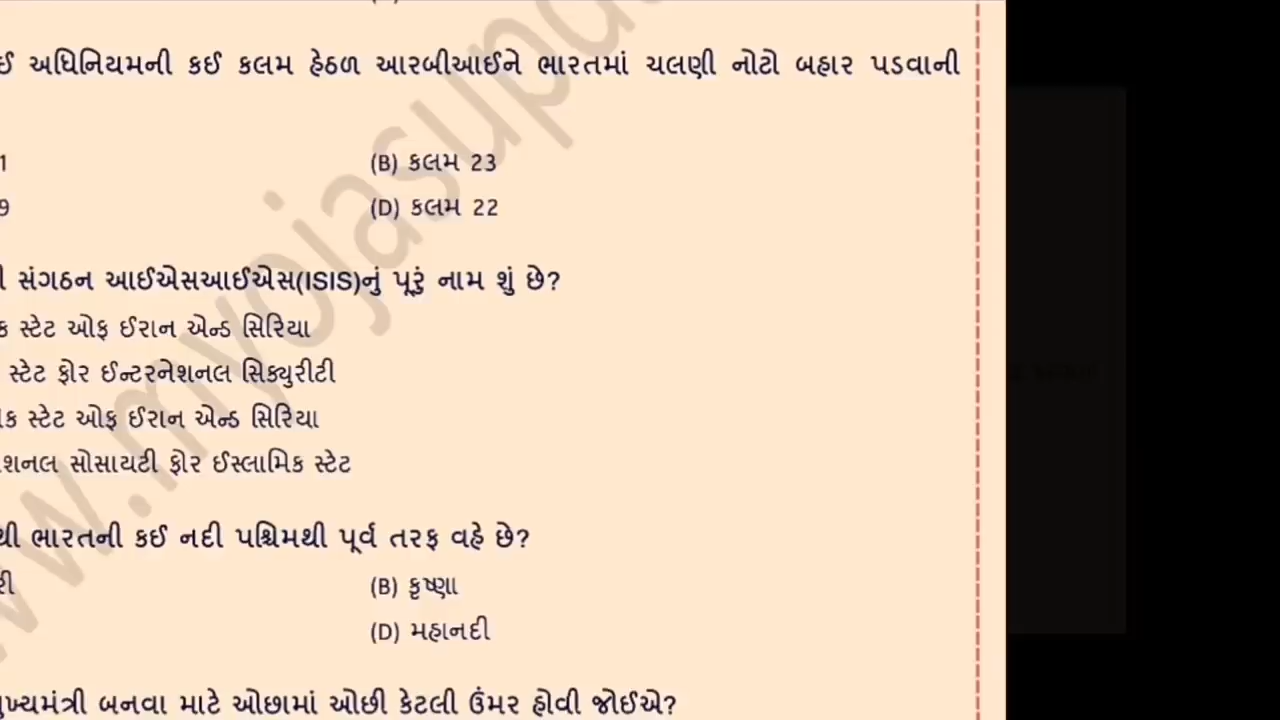 ઈ અધિનિયમની કઈ કલમ હેઠળ આરબીઆઈને ભારતમાં ચલણી નોટો બહાર પડવાની
1 (B) કલમ 23
9 (D) કલમ 22
સંગઠન આઈએસઆઈએસ(ISIS)નું પૂરું નામ શું છે?
ક સ્ટેટ ઓફ ઈરાન એન્ડ સિરિયા
સ્ટેટ ફોર ઈન્ટરનેશનલ સિક્યુરીટી
ક સ્ટેટ ઓફ ઈરાન એન્ડ સિરિયા
શનલ સોસાયટી ફોર ઈસ્લામિક સ્ટેટ
થી ભારતની કઈ નદી પશ્ચિમથી પૂર્વ તરફ વહે છે?
રી (B) કૃષ્ણા
(D) મહાનદી
મુખ્યમંત્રી બનવા માટે ઓછામાં ઓછી કેટલી ઉંમર હોવી જોઈએ?
w.myojasupd